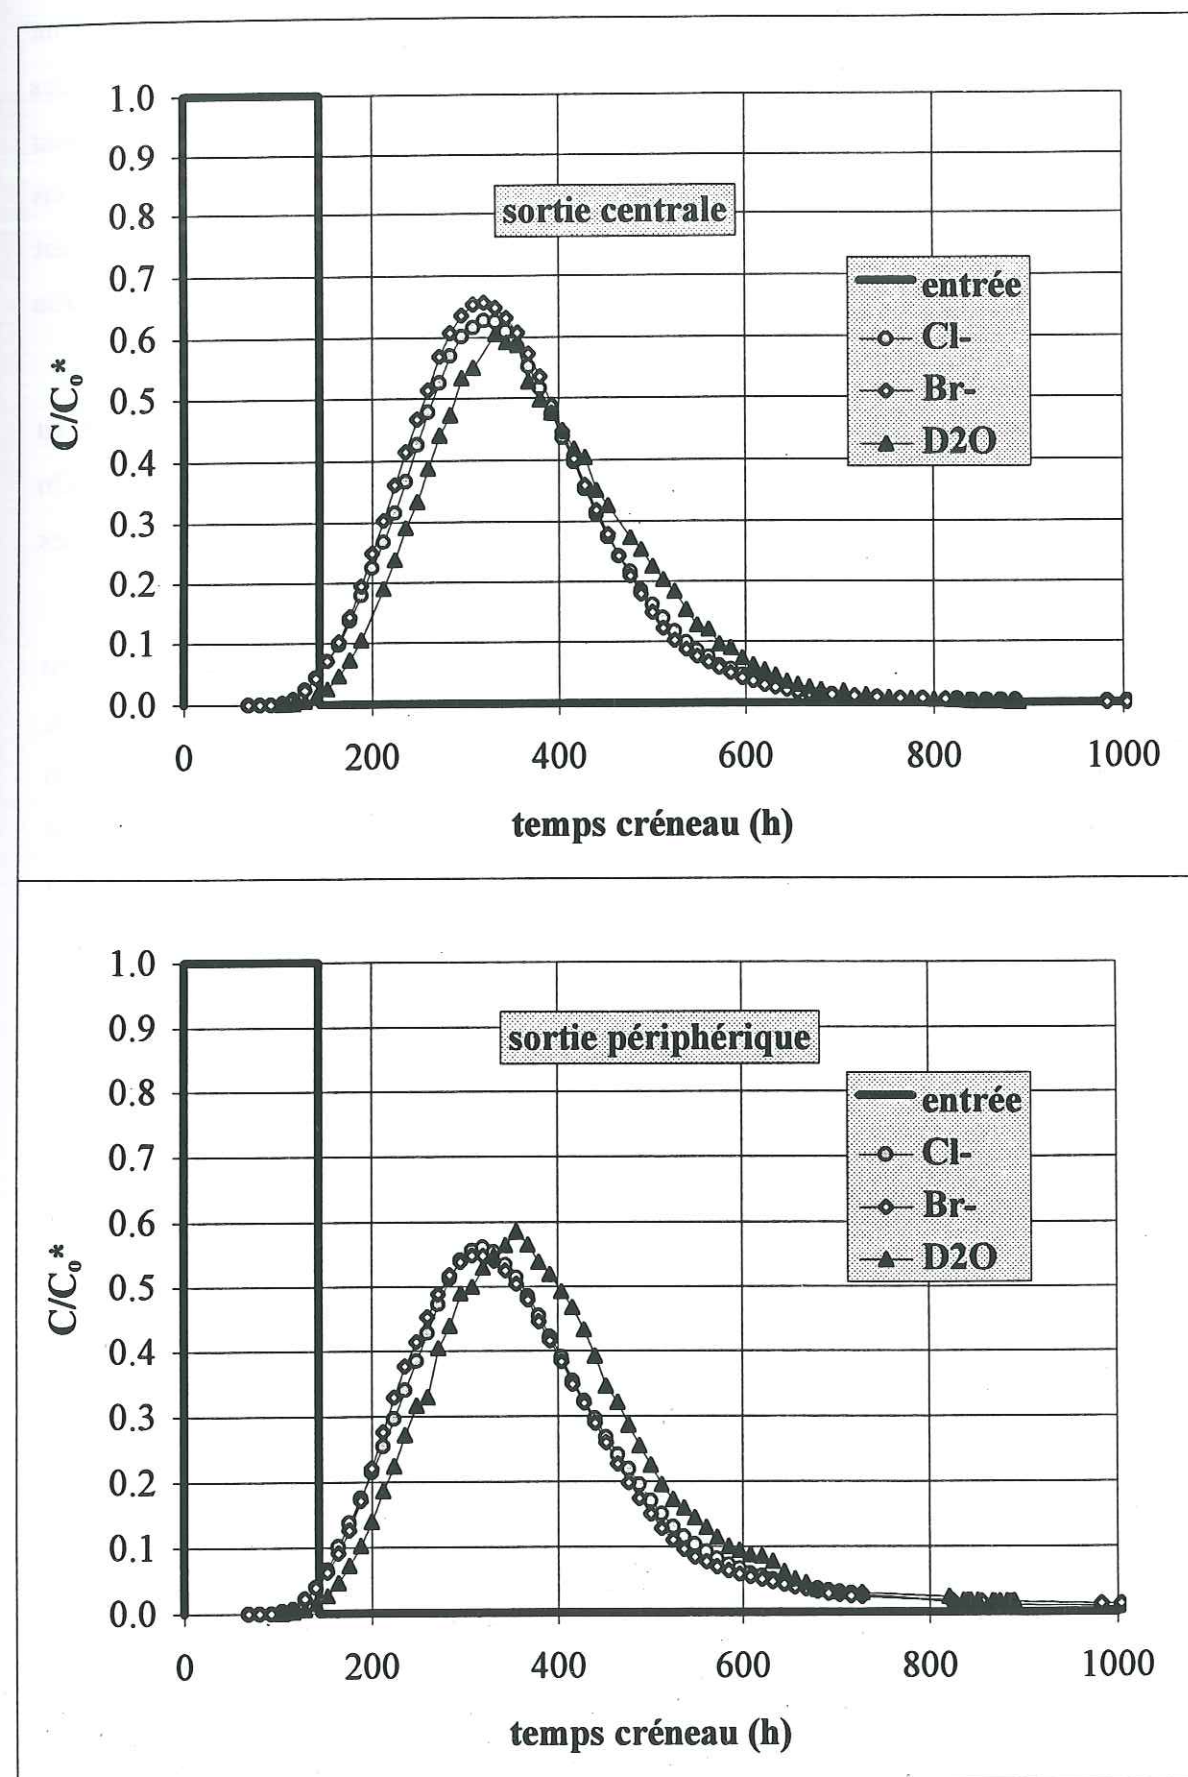 1.0
0.9
0.8
0.7
0.6
0.5
0.4
0.3
0.2
0.1
0.0
C/C₀*
sortie centrale
entrée
Cl-
Br-
D2O
0 200 400 600 800 1000
temps créneau (h)
1.0
0.9
0.8
0.7
0.6
0.5
0.4
0.3
0.2
0.1
0.0
C/C₀*
sortie périphérique
entrée
Cl-
Br-
D2O
0 200 400 600 800 1000
temps créneau (h)